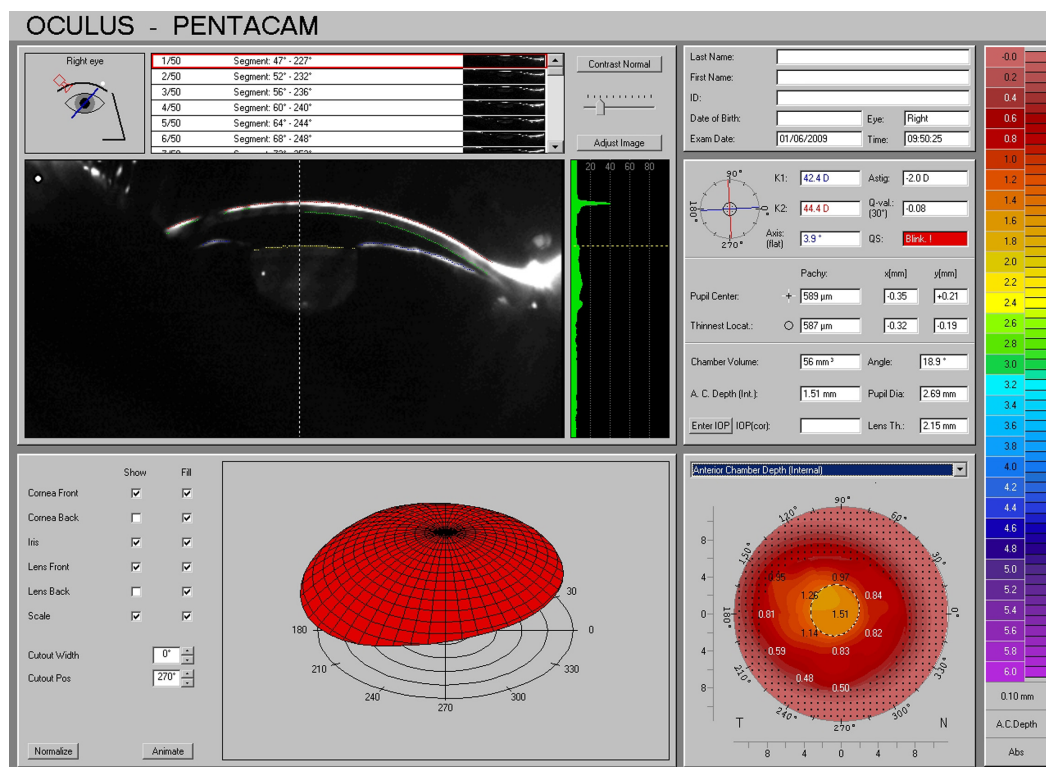 OCULUS - PENTACAM
Right eye
1/50 Segment: 47° - 227°
2/50 Segment: 52° - 232°
3/50 Segment: 56° - 236°
4/50 Segment: 60° - 240°
5/50 Segment: 64° - 244°
6/50 Segment: 68° - 248°
Contrast Normal
Adjust Image
20 40 60 80
Last Name:
First Name:
ID:
Date of Birth: Eye: Right
Exam Date: 01/06/2009 Time: 09:50:25
90°
180°
0°
270°
K1: 42.4 D Astig: -2.0 D
K2: 44.4 D Q-val.: (30°) -0.08
Axis: (flat) 3.9 ° QS: Blink. !
Pachy: x[mm] y[mm]
Pupil Center: + 589 µm -0.35 +0.21
Thinnest Locat.: 587 µm -0.32 -0.19
Chamber Volume: 56 mm³ Angle: 18.9 °
A. C. Depth (Int.): 1.51 mm Pupil Dia: 2.69 mm
Enter IOP IOP(cor): Lens Th.: 2.15 mm
Show Fill
Cornea Front
Cornea Back
Iris
Lens Front
Lens Back
Scale
Cutout Width 0°
Cutout Pos 270°
Normalize Animate
30
180 0
210 330
240 300
270
Anterior Chamber Depth (Internal)
90°
120° 60°
150° 30°
180° 0°
210° 330°
240° 300°
270°
8
4
0
4
8
0.95 0.97
1.26 0.84
0.81 1.51
1.14 0.82
0.59 0.83
0.48 0.50
T N
8 4 0 4 8
-0.0
0.2
0.4
0.6
0.8
1.0
1.2
1.4
1.6
1.8
2.0
2.2
2.4
2.6
2.8
3.0
3.2
3.4
3.6
3.8
4.0
4.2
4.4
4.6
4.8
5.0
5.2
5.4
5.6
5.8
6.0
0.10 mm
A.C.Depth
Abs